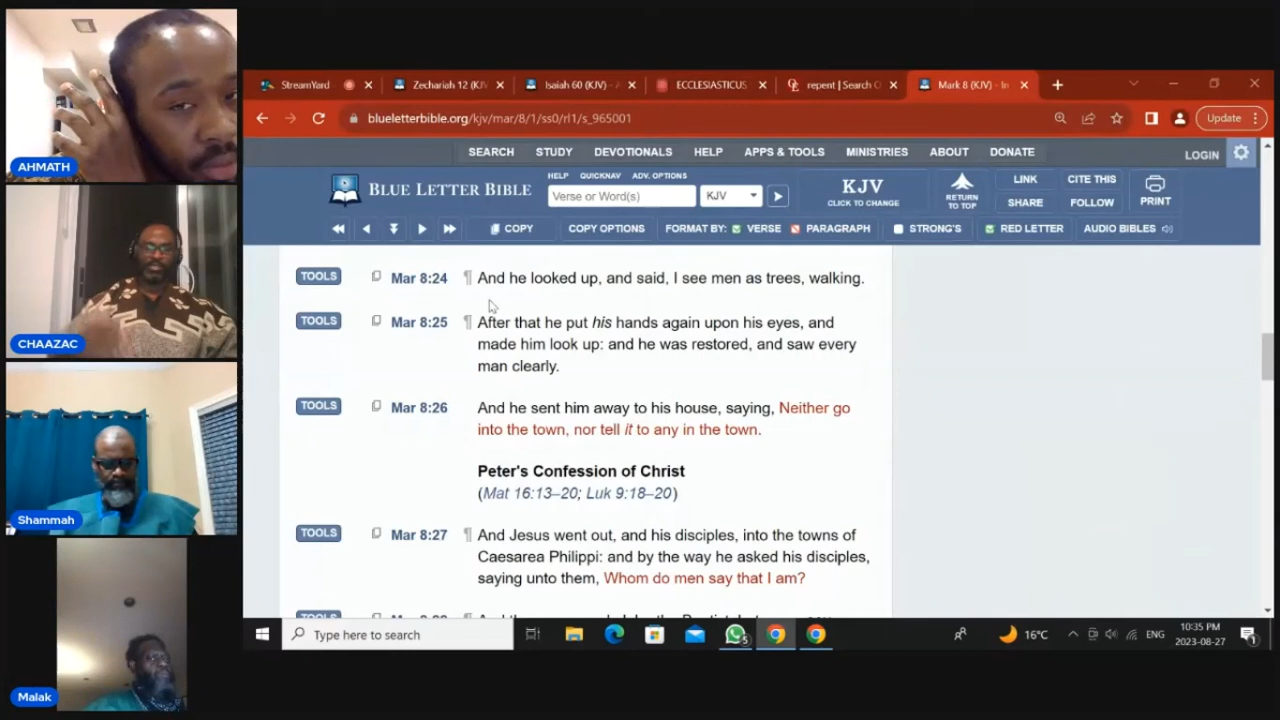 AHMATH
CHAAZAC
Shammah
Malak
StreamYard
Zechariah 12 (KJV
Isaiah 60 (KJV) - A
ECCLESIASTICUS
repent | Search O
Mark 8 (KJV) - In
blueletterbible.org/kjv/mar/8/1/ss0/rl1/s_965001
Update
SEARCH STUDY DEVOTIONALS HELP APPS & TOOLS MINISTRIES ABOUT DONATE
LOGIN
BLUE LETTER BIBLE
HELP QUICKNAV ADV. OPTIONS
Verse or Word(s)
KJV
KJV
CLICK TO CHANGE
RETURN
TO TOP
LINK
SHARE
CITE THIS
FOLLOW
PRINT
COPY COPY OPTIONS FORMAT BY: VERSE PARAGRAPH STRONG'S RED LETTER AUDIO BIBLES
TOOLS Mar 8:24 ¶ And he looked up, and said, I see men as trees, walking.
TOOLS Mar 8:25 ¶ After that he put his hands again upon his eyes, and
made him look up: and he was restored, and saw every
man clearly.
TOOLS Mar 8:26 And he sent him away to his house, saying, Neither go
into the town, nor tell it to any in the town.
Peter's Confession of Christ
(Mat 16:13–20; Luk 9:18–20)
TOOLS Mar 8:27 ¶ And Jesus went out, and his disciples, into the towns of
Caesarea Philippi: and by the way he asked his disciples,
saying unto them, Whom do men say that I am?
Type here to search
5
16°C
ENG
10:35 PM
2023-08-27
1